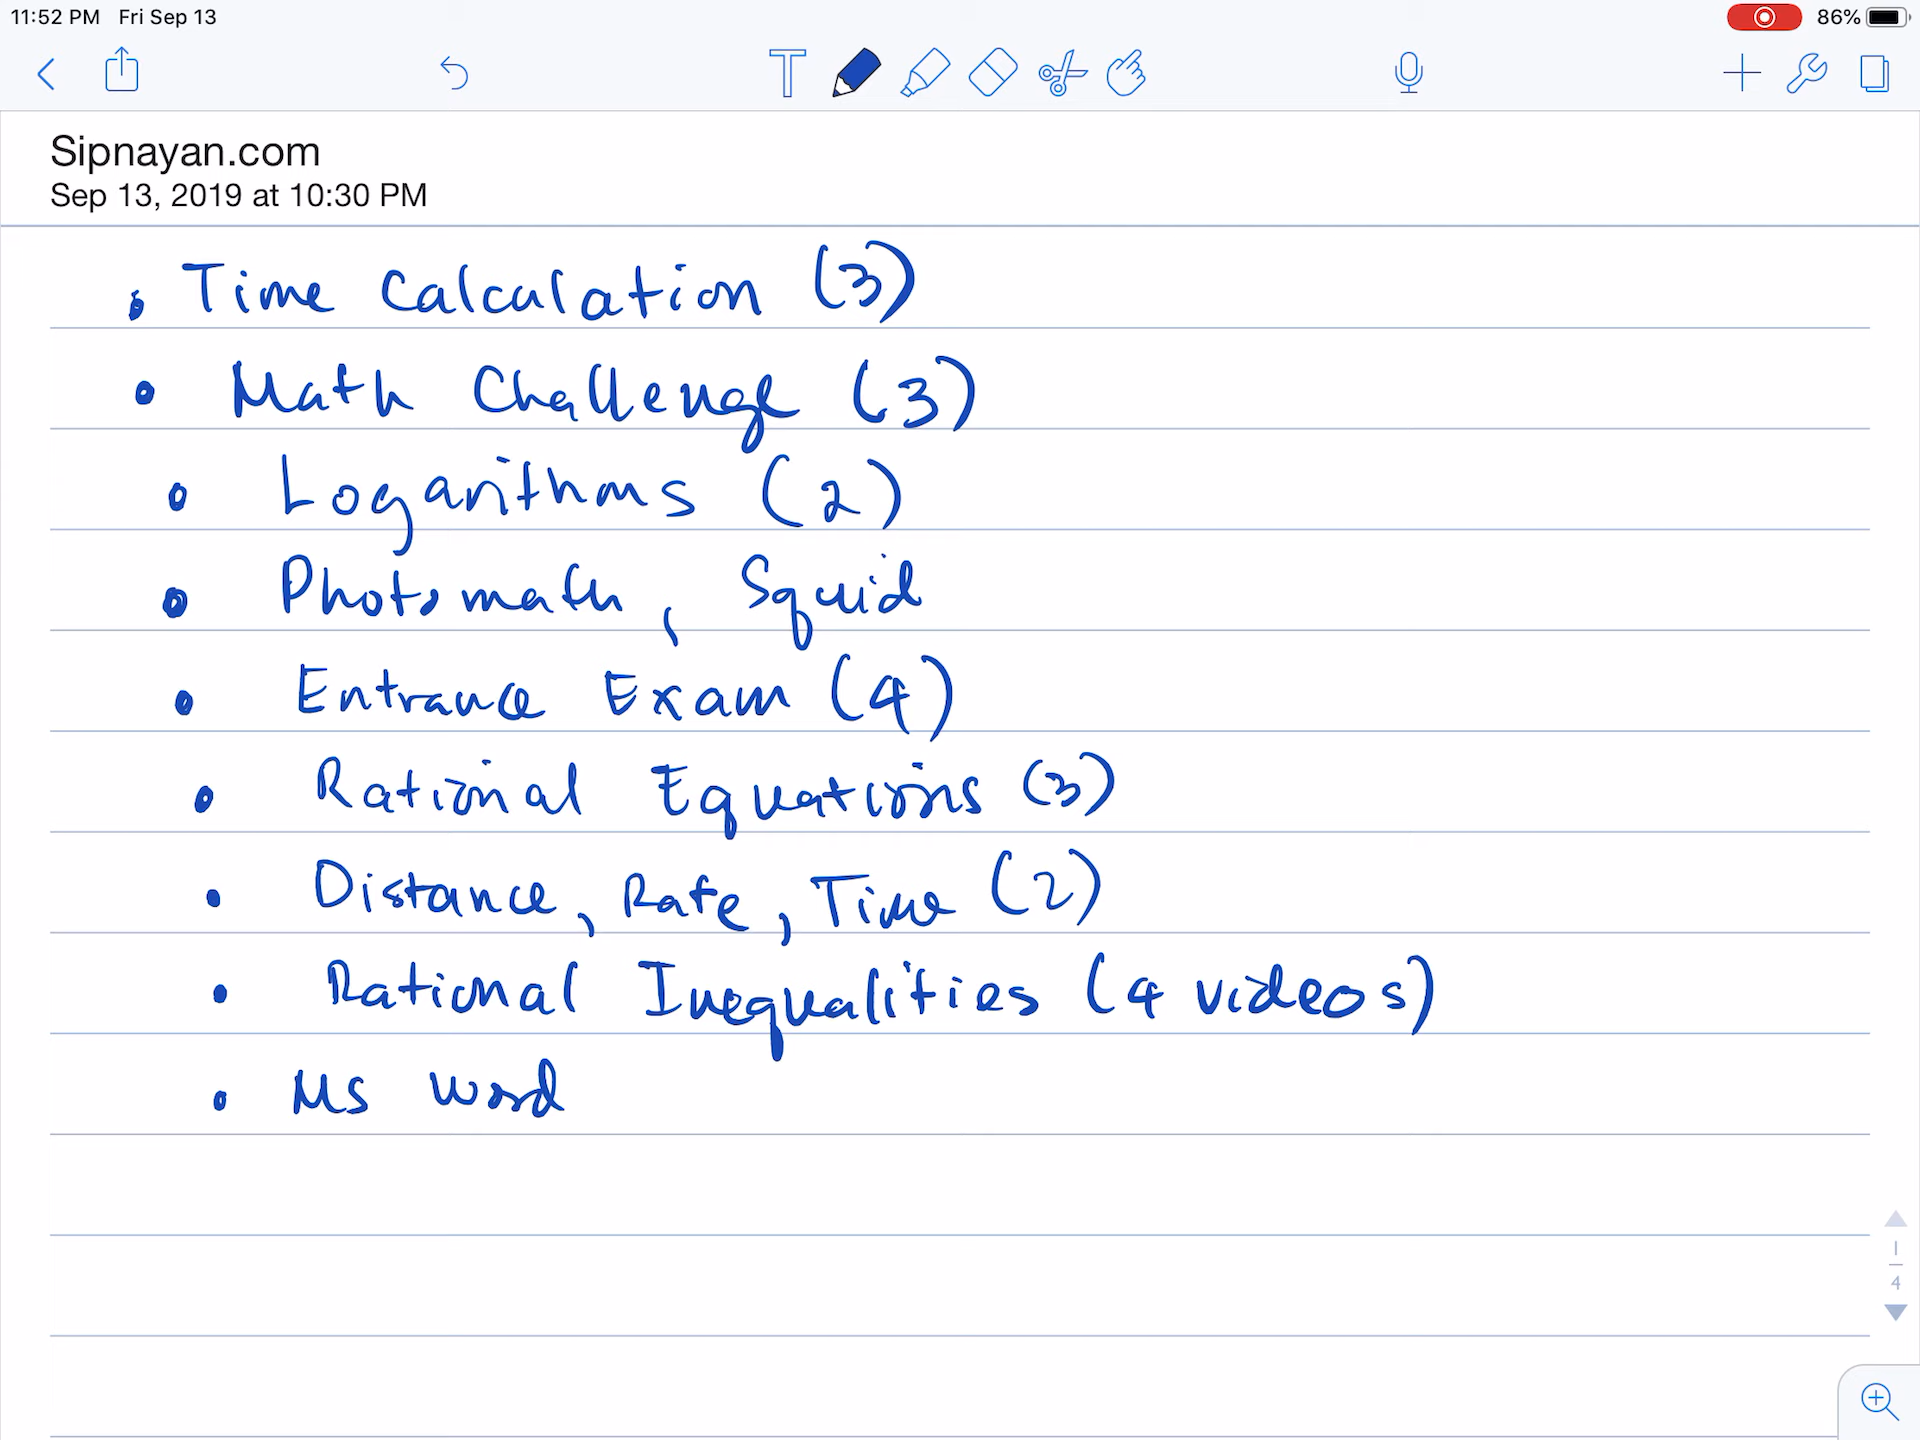 11:52 PM Fri Sep 13 86%
T
Sipnayan.com
Sep 13, 2019 at 10:30 PM
• Time Calculation (3)
• Math Challenge (3)
• Logarithms (2)
• Photomath, Squid
• Entrance Exam (4)
• Rational Equations (3)
• Distance, Rate, Time (2)
• Rational Inequalities (4 videos)
• MS Word
1
4